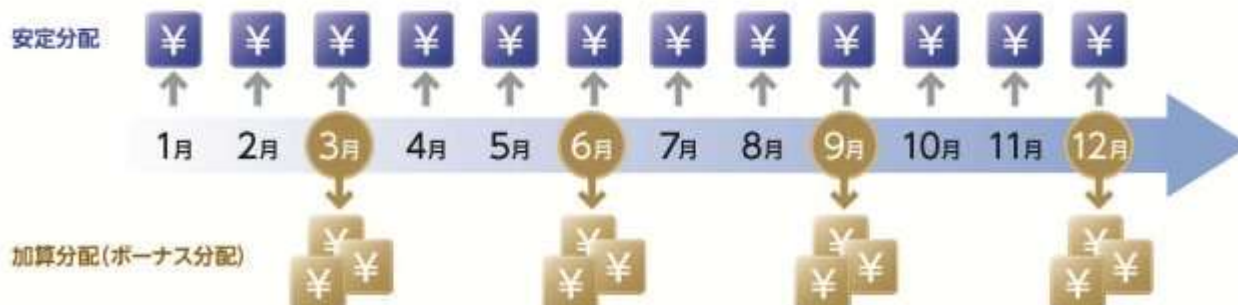 安定分配 ¥ ¥ ¥ ¥ ¥ ¥ ¥ ¥ ¥ ¥ ¥ ¥
1月 2月 3月 4月 5月 6月 7月 8月 9月 10月 11月 12月
加算分配(ボーナス分配) ¥ ¥ ¥ ¥ ¥ ¥ ¥ ¥ ¥ ¥ ¥ ¥